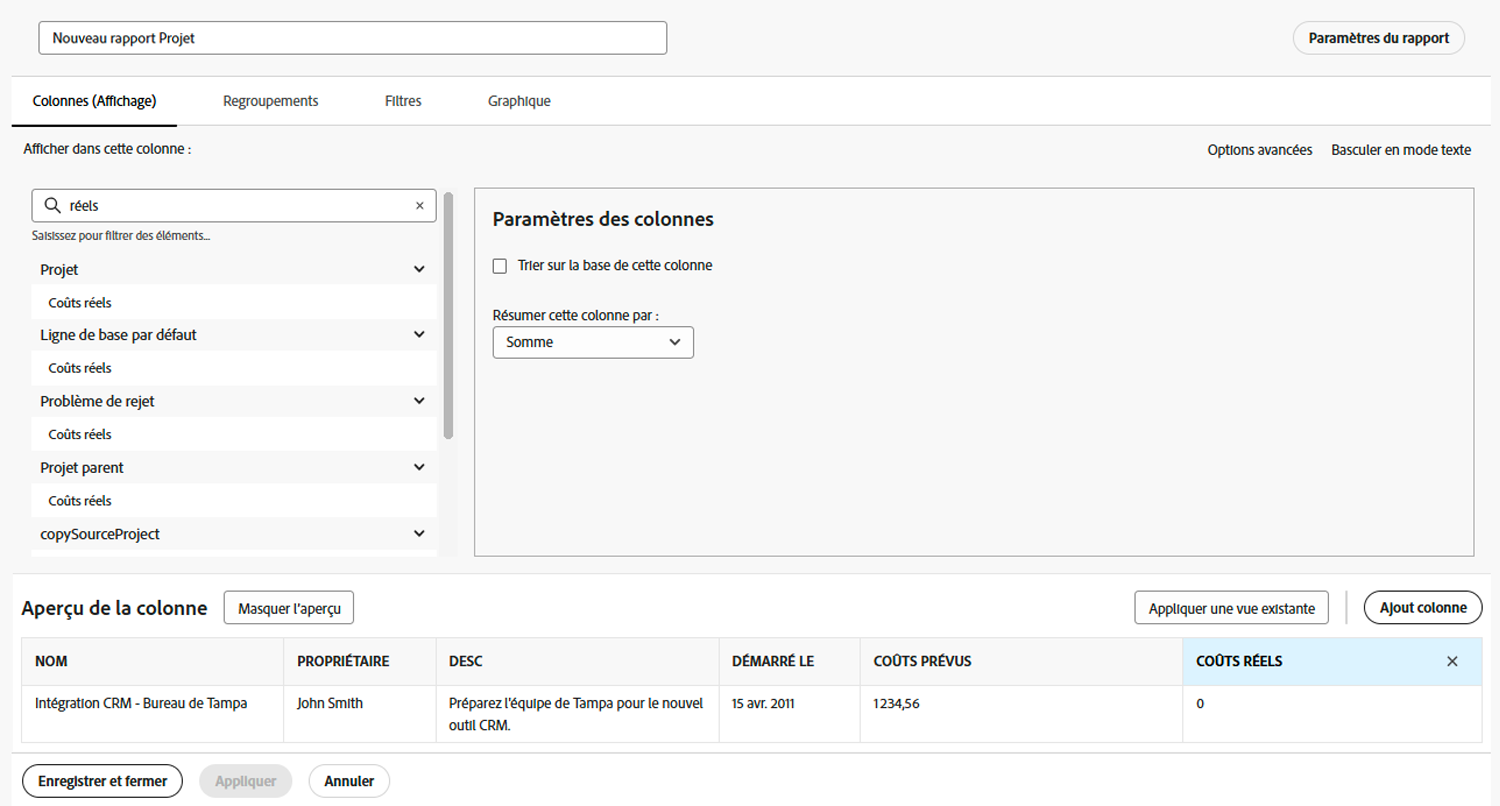 Nouveau rapport Projet
Paramètres du rapport
Colonnes (Affichage)
Regroupements
Filtres
Graphique
Afficher dans cette colonne :
Options avancées
Basculer en mode texte
réels
Saisissez pour filtrer des éléments...
Projet
Coûts réels
Ligne de base par défaut
Coûts réels
Problème de rejet
Coûts réels
Projet parent
Coûts réels
copySourceProject
Paramètres des colonnes
Trier sur la base de cette colonne
Résumer cette colonne par :
Somme
Aperçu de la colonne
Masquer l'aperçu
Appliquer une vue existante
Ajout colonne
NOM
PROPRIÉTAIRE
DESC
DÉMARRÉ LE
COÛTS PRÉVUS
COÛTS RÉELS
Intégration CRM - Bureau de Tampa
John Smith
Préparez l'équipe de Tampa pour le nouvel
outil CRM.
15 avr. 2011
1234,56
0
Enregistrer et fermer
Appliquer
Annuler